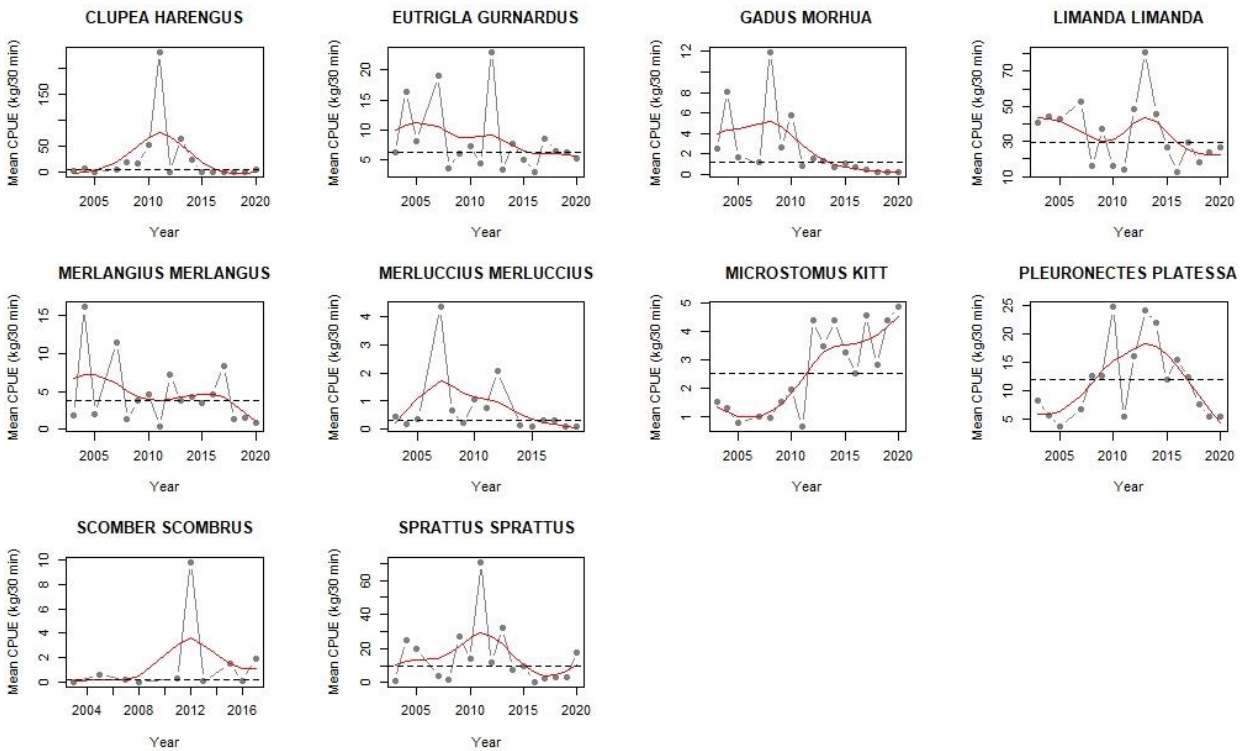 CLUPEA HARENGUS
Mean CPUE (kg/30 min)
0 50 150
2005 2010 2015 2020
Year
EUTRIGLA GURNARDUS
Mean CPUE (kg/30 min)
5 10 15 20
2005 2010 2015 2020
Year
GADUS MORHUA
Mean CPUE (kg/30 min)
0 2 4 6 8 12
2005 2010 2015 2020
Year
LIMANDA LIMANDA
Mean CPUE (kg/30 min)
10 30 50 70
2005 2010 2015 2020
Year
MERLANGIUS MERLANGUS
Mean CPUE (kg/30 min)
0 5 10 15
2005 2010 2015 2020
Year
MERLUCCIUS MERLUCCIUS
Mean CPUE (kg/30 min)
0 1 2 3 4
2005 2010 2015
Year
MICROSTOMUS KITT
Mean CPUE (kg/30 min)
1 2 3 4 5
2005 2010 2015 2020
Year
PLEURONECTES PLATESSA
Mean CPUE (kg/30 min)
5 10 15 20 25
2005 2010 2015 2020
Year
SCOMBER SCOMBRUS
Mean CPUE (kg/30 min)
0 2 4 6 8 10
2004 2008 2012 2016
Year
SPRATTUS SPRATTUS
Mean CPUE (kg/30 min)
0 20 40 60
2005 2010 2015 2020
Year